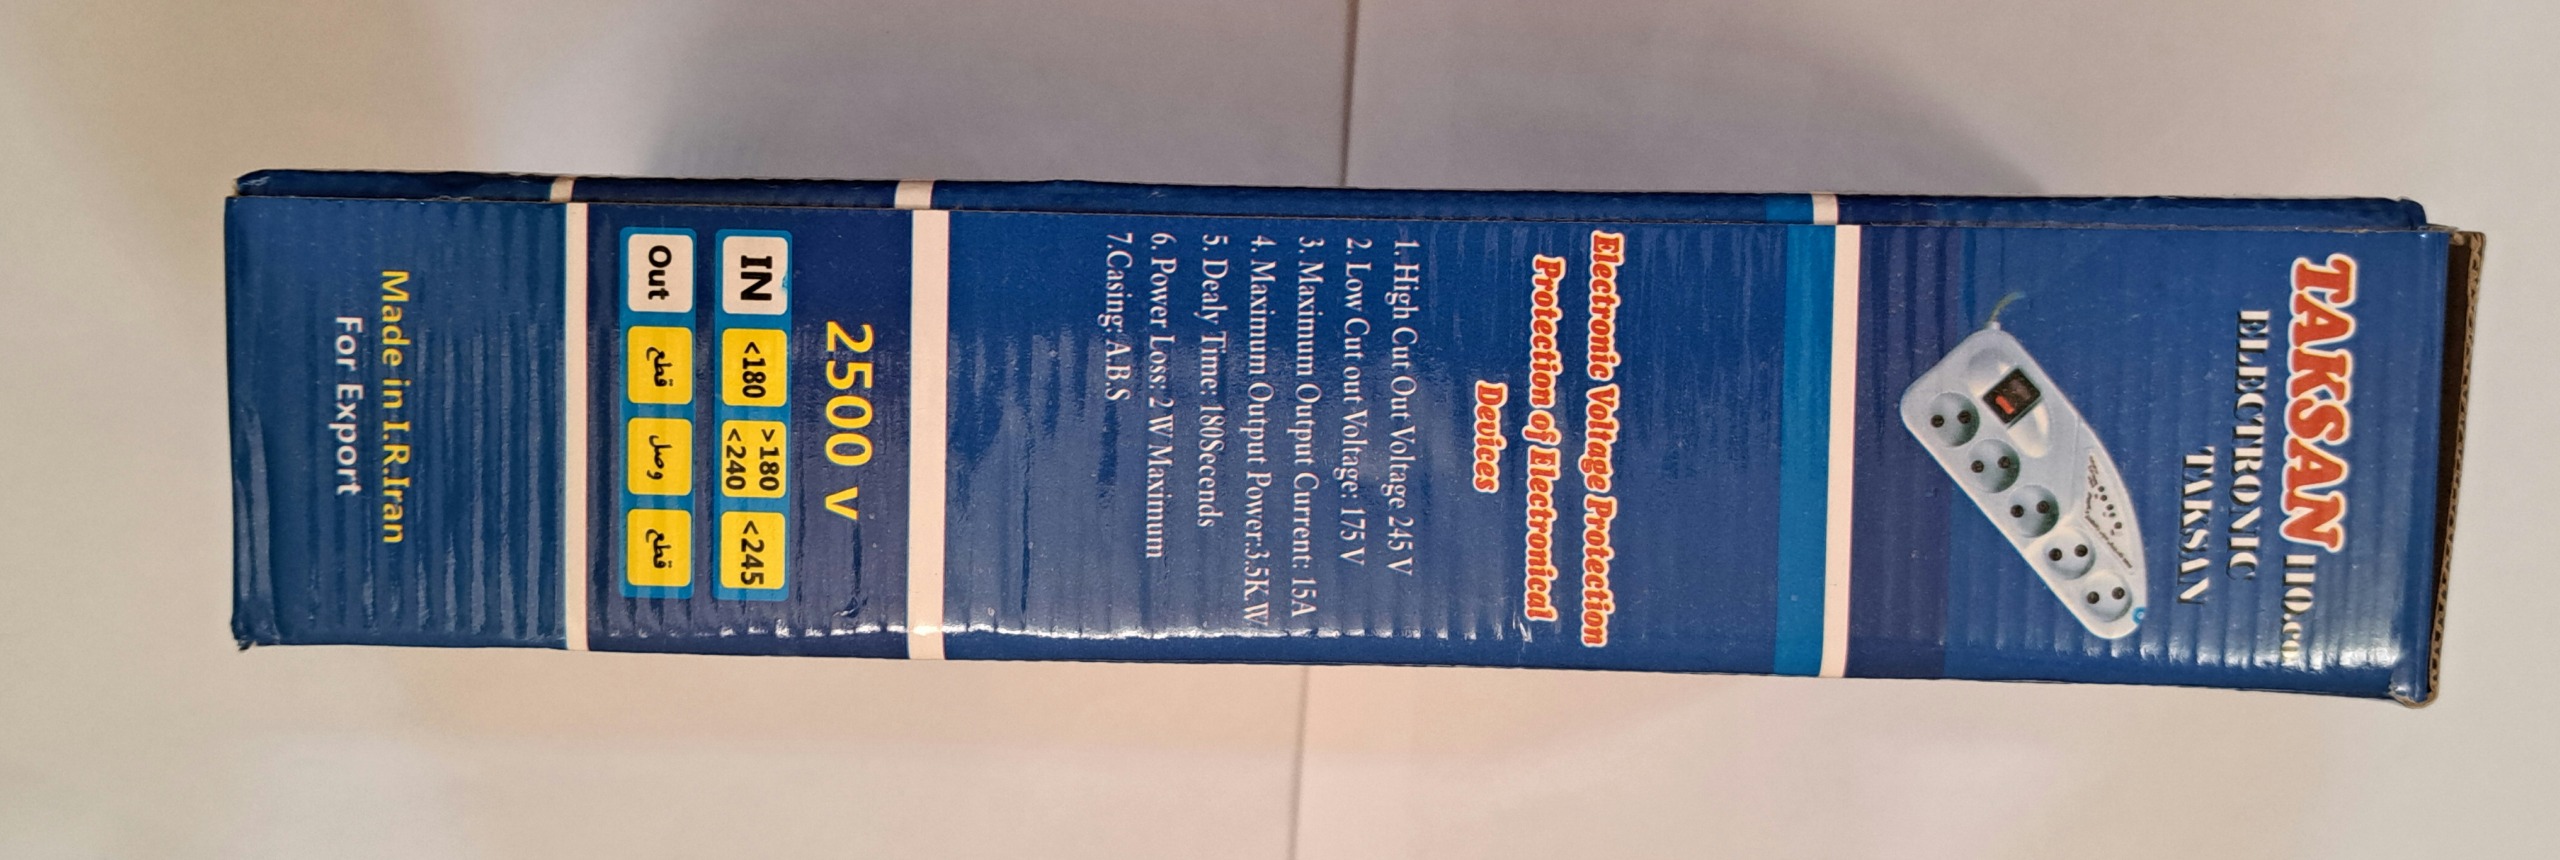 TAKSAN 110.co
ELECTRONIC
TAKSAN
Electronic Voltage Protection
Protection of Electronical
Devices
1. High Cut Out Voltage 245 V
2. Low Cut out Voltage: 175 V
3. Maximum Output Current: 15A
4. Maximum Output Power:3.5K.W
5. Dealy Time: 180Secends
6. Power Loss: 2 W Maximum
7.Casing: A.B.S
2500 V
IN <180 >180 <240 <245
Out قطع وصل قطع
Made in I.R.Iran
For Export